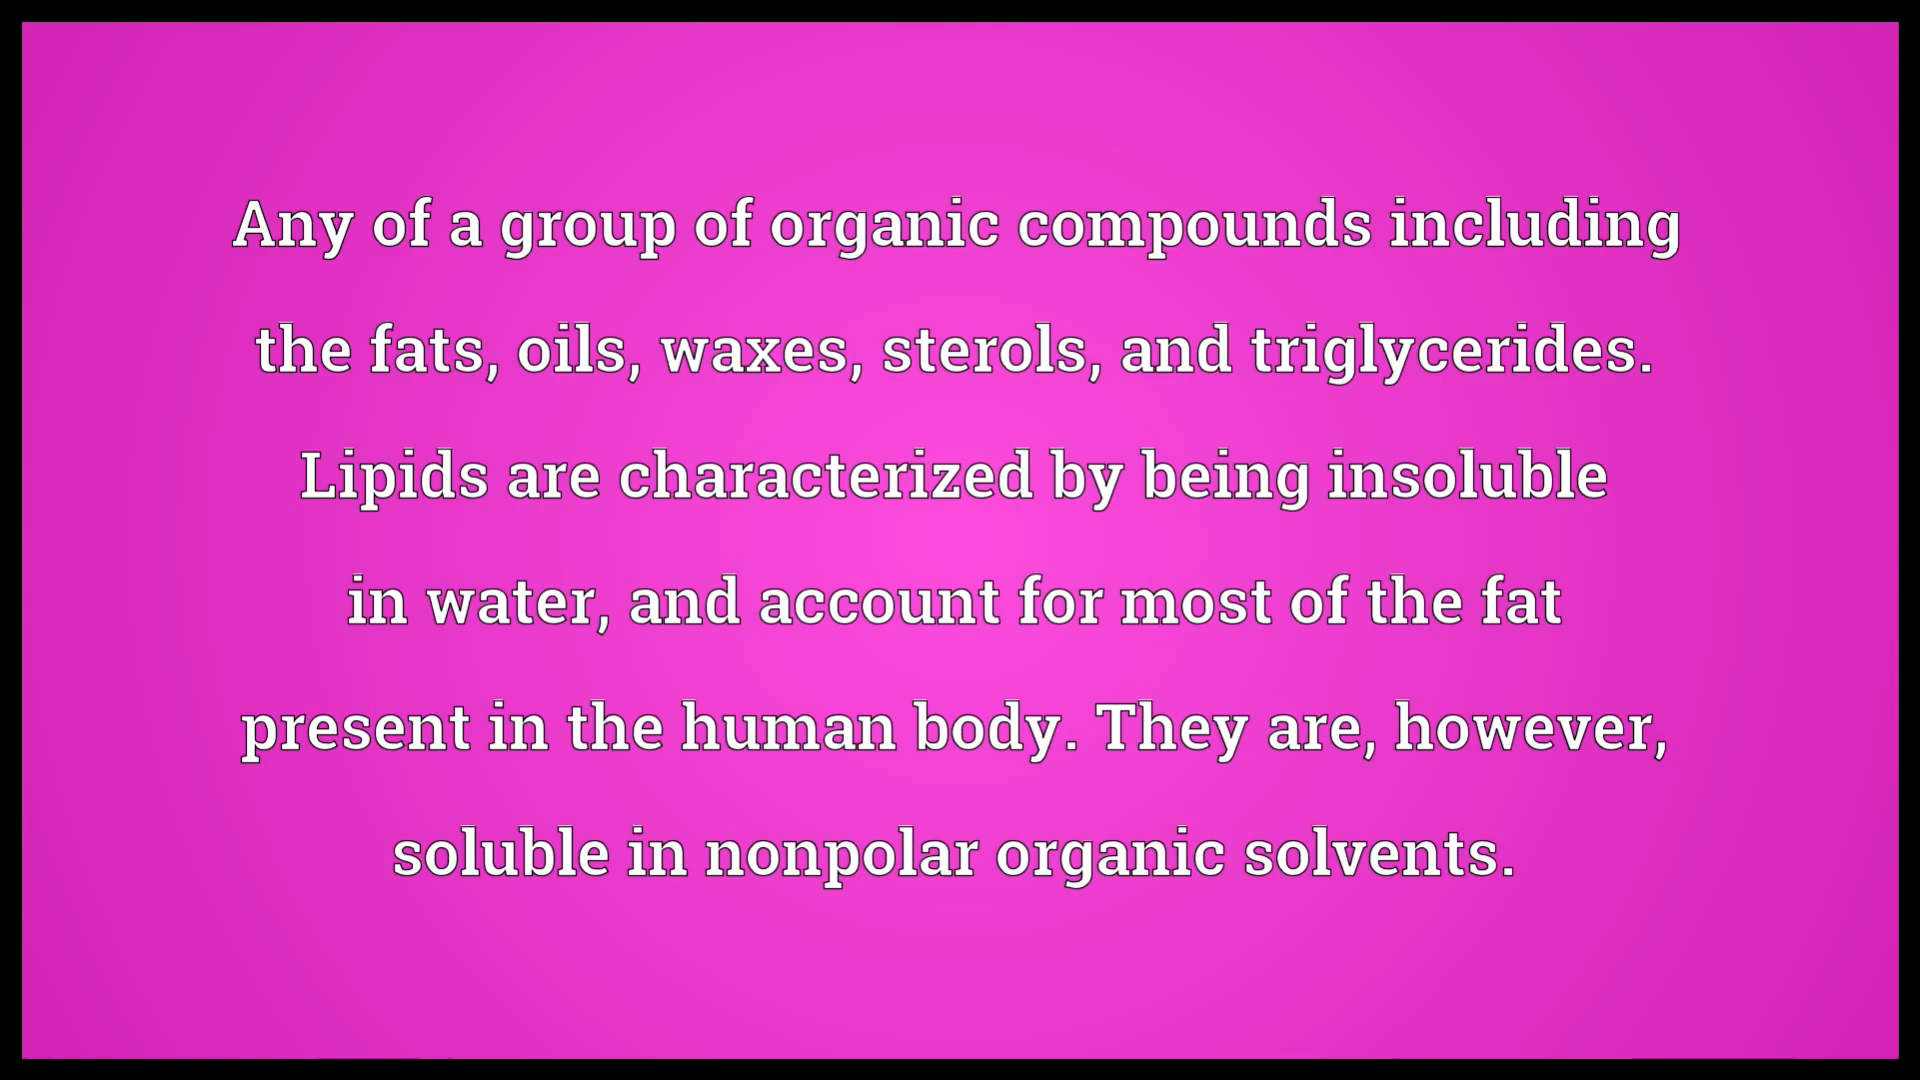 Any of a group of organic compounds including
the fats, oils, waxes, sterols, and triglycerides.
Lipids are characterized by being insoluble
in water, and account for most of the fat
present in the human body. They are, however,
soluble in nonpolar organic solvents.